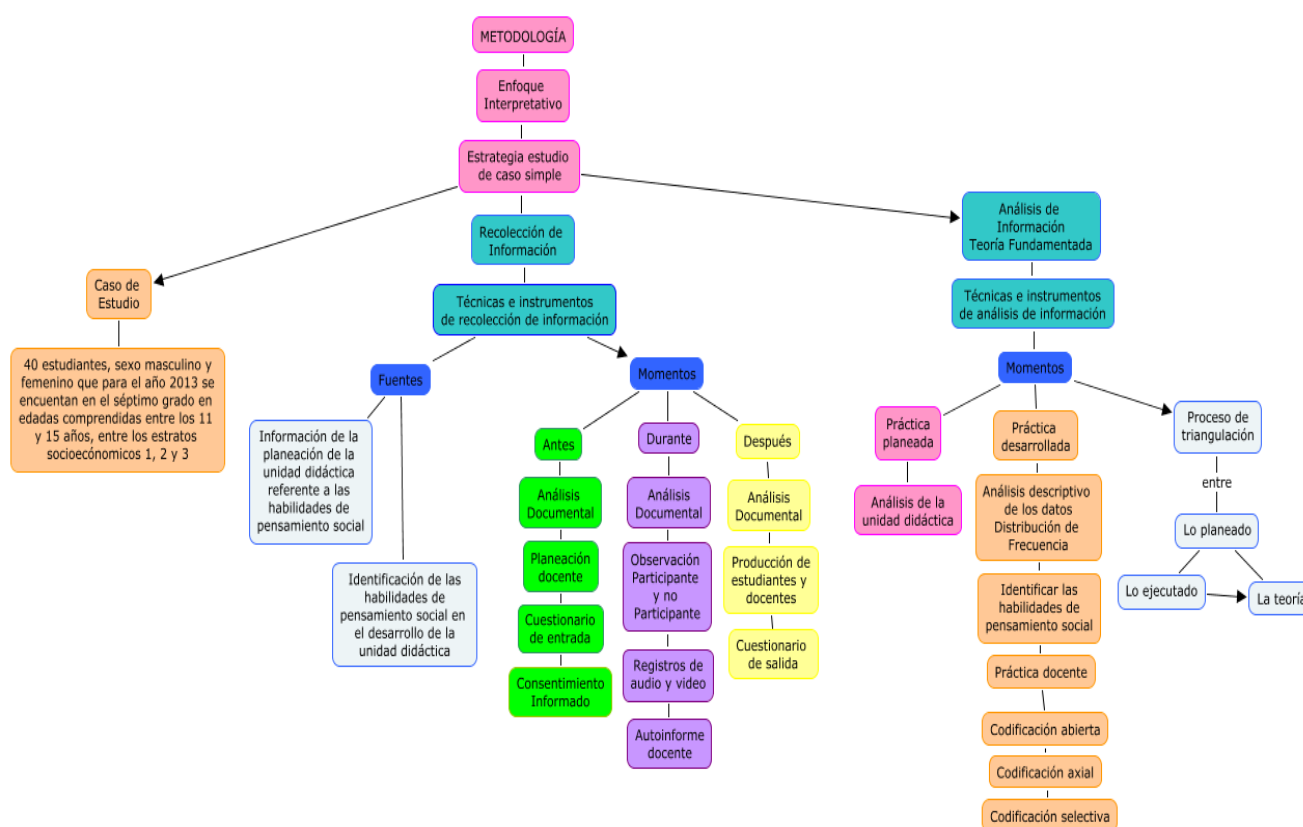 METODOLOGÍA
Enfoque
Interpretativo
Estrategia estudio
de caso simple
Caso de
Estudio
40 estudiantes, sexo masculino y
femenino que para el año 2013 se
encuentan en el séptimo grado en
edades comprendidas entre los 11
y 15 años, entre los estratos
socioecónomicos 1, 2 y 3
Recolección de
Información
Técnicas e instrumentos
de recolección de información
Fuentes
Información de la
planeación de la
unidad didáctica
referente a las
habilidades de
pensamiento social
Identificación de las
habilidades de
pensamiento social en
el desarrollo de la
unidad didáctica
Momentos
Antes
Análisis
Documental
Planeación
docente
Cuestionario
de entrada
Consentimiento
Informado
Durante
Análisis
Documental
Observación
Participante
y no
Participante
Registros de
audio y video
Autoinforme
docente
Después
Análisis
Documental
Producción de
estudiantes y
docentes
Cuestionario
de salida
Análisis de
Información
Teoría Fundamentada
Técnicas e instrumentos
de análisis de información
Momentos
Práctica
planeada
Análisis de la
unidad didáctica
Práctica
desarrollada
Análisis descriptivo
de los datos
Distribución de
Frecuencia
Identificar las
habilidades de
pensamiento social
Práctica docente
Codificación abierta
Codificación axial
Codificación selectiva
Proceso de
triangulación
entre
Lo planeado
Lo ejecutado
La teoría